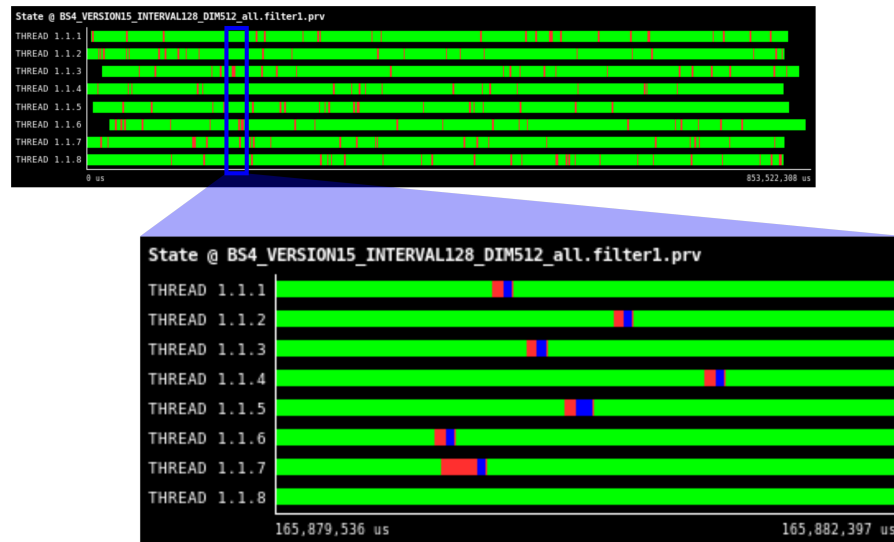 State @ BS4_VERSION15_INTERVAL128_DIM512_all.filter1.prv
THREAD 1.1.1
THREAD 1.1.2
THREAD 1.1.3
THREAD 1.1.4
THREAD 1.1.5
THREAD 1.1.6
THREAD 1.1.7
THREAD 1.1.8
0 us 853,522,308 us
State @ BS4_VERSION15_INTERVAL128_DIM512_all.filter1.prv
THREAD 1.1.1
THREAD 1.1.2
THREAD 1.1.3
THREAD 1.1.4
THREAD 1.1.5
THREAD 1.1.6
THREAD 1.1.7
THREAD 1.1.8
165,879,536 us 165,882,397 us